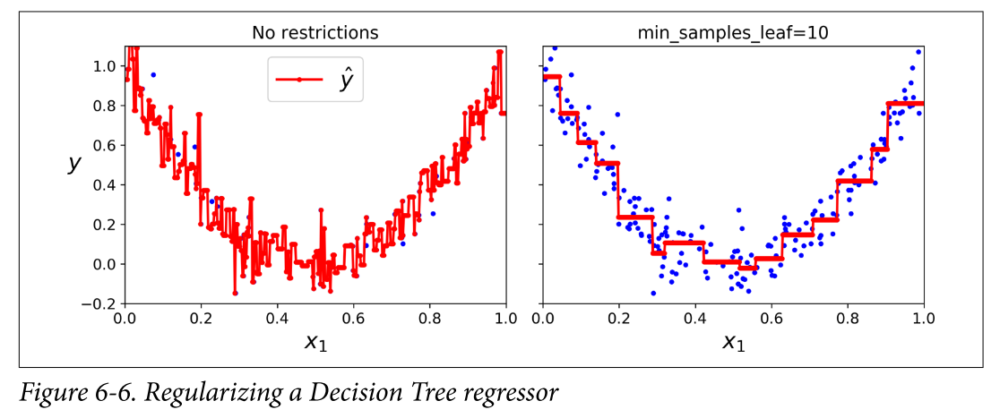 No restrictions
min_samples_leaf=10
1.0
0.8
0.6
0.4
0.2
0.0
−0.2
y
ŷ
0.0 0.2 0.4 0.6 0.8 1.0
0.0 0.2 0.4 0.6 0.8 1.0
x₁
x₁
Figure 6-6. Regularizing a Decision Tree regressor